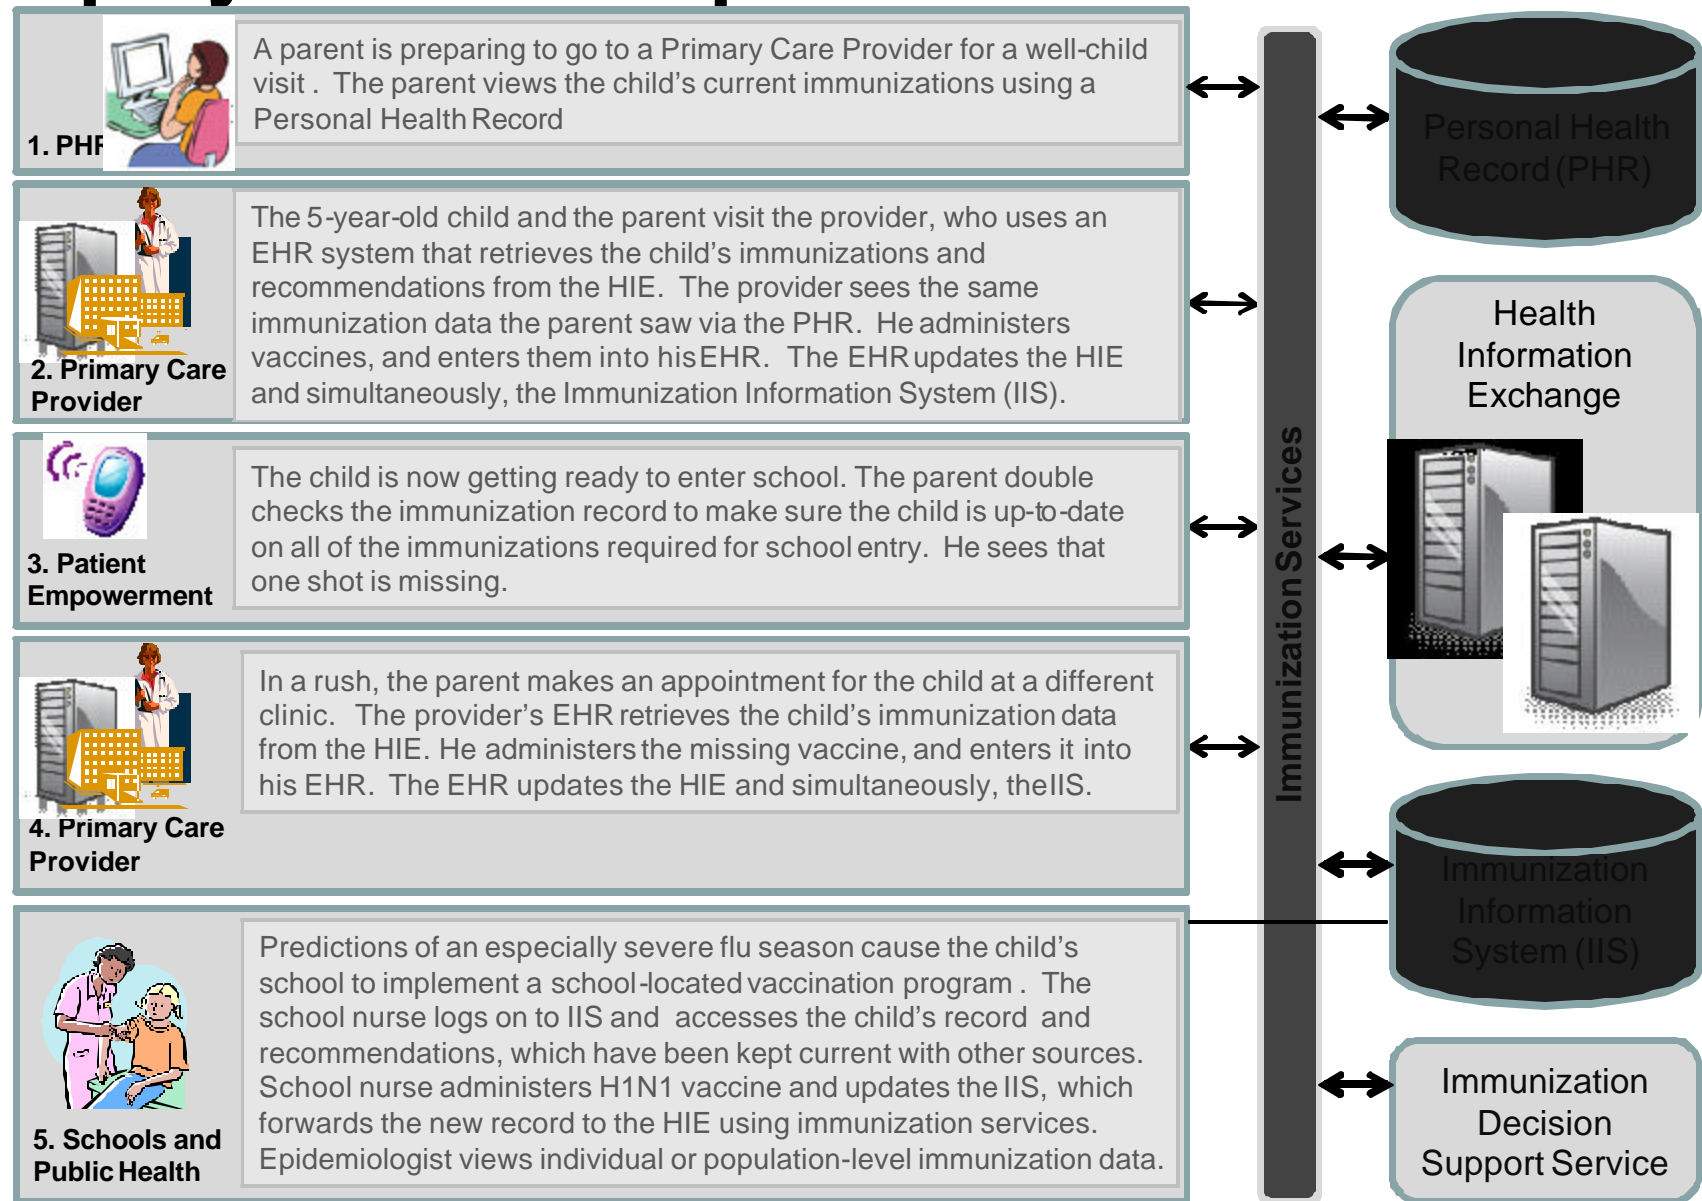 A parent is preparing to go to a Primary Care Provider for a well-child
visit . The parent views the child’s current immunizations using a
Personal Health Record
1. PHR
The 5-year-old child and the parent visit the provider, who uses an
EHR system that retrieves the child’s immunizations and
recommendations from the HIE. The provider sees the same
immunization data the parent saw via the PHR. He administers
vaccines, and enters them into his EHR. The EHR updates the HIE
and simultaneously, the Immunization Information System (IIS).
2. Primary Care
Provider
The child is now getting ready to enter school. The parent double
checks the immunization record to make sure the child is up-to-date
on all of the immunizations required for school entry. He sees that
one shot is missing.
3. Patient
Empowerment
In a rush, the parent makes an appointment for the child at a different
clinic. The provider’s EHR retrieves the child’s immunization data
from the HIE. He administers the missing vaccine, and enters it into
his EHR. The EHR updates the HIE and simultaneously, the IIS.
4. Primary Care
Provider
Predictions of an especially severe flu season cause the child’s
school to implement a school-located vaccination program . The
school nurse logs on to IIS and accesses the child’s record and
recommendations, which have been kept current with other sources.
School nurse administers H1N1 vaccine and updates the IIS, which
forwards the new record to the HIE using immunization services.
Epidemiologist views individual or population-level immunization data.
5. Schools and
Public Health
Immunization Services
Personal Health
Record (PHR)
Health
Information
Exchange
Immunization
Information
System (IIS)
Immunization
Decision
Support Service